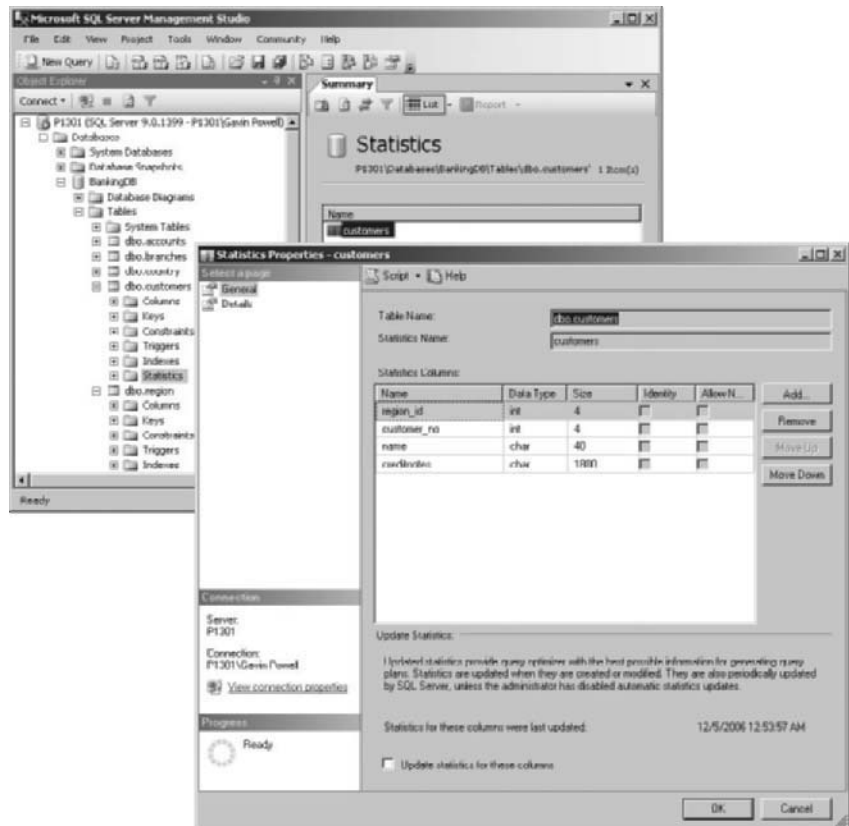 Microsoft SQL Server Management Studio
File Edit View Project Tools Window Community Help
New Query
Object Explorer
Connect
P1301 (SQL Server 9.0.1399 - P1301\Gavin Powell)
Databases
System Databases
Database Snapshots
BankingDB
Database Diagrams
Tables
System Tables
dbo.accounts
dbo.branches
dbo.country
dbo.customers
Columns
Keys
Constraints
Triggers
Indexes
Statistics
dbo.region
Columns
Keys
Constraints
Triggers
Indexes
Ready
Summary
List Report
Statistics
P1301\Databases\BankingDB\Tables\dbo.customers' 1 Item(s)
Name
customers
Statistics Properties - customers
Select a page
General
Details
Script Help
Table Name: dbo.customers
Statistics Name: customers
Statistics Columns:
Name Data Type Size Identity Allow N...
region_id int 4
customer_no int 4
name char 40
creditnotes char 1800
Add...
Remove
Move Up
Move Down
Connection
Server:
P1301
Connection:
P1301\Gavin Powell
View connection properties
Progress
Ready
Update Statistics:
Updated statistics provide query optimizer with the best possible information for generating query
plans. Statistics are updated when they are created or modified. They are also periodically updated
by SQL Server, unless the administrator has disabled automatic statistics updates.
Statistics for these columns were last updated: 12/5/2006 12:53:57 AM
Update statistics for these columns
OK Cancel